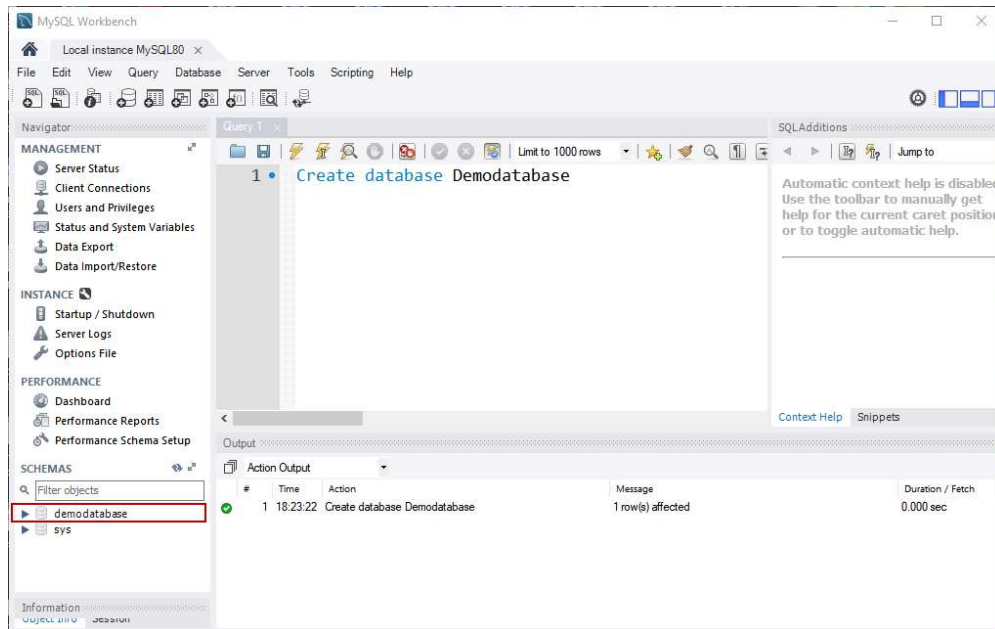 MySQL Workbench
Local instance MySQL80
File Edit View Query Database Server Tools Scripting Help
Navigator
MANAGEMENT
Server Status
Client Connections
Users and Privileges
Status and System Variables
Data Export
Data Import/Restore
INSTANCE
Startup / Shutdown
Server Logs
Options File
PERFORMANCE
Dashboard
Performance Reports
Performance Schema Setup
SCHEMAS
Filter objects
demodatabase
sys
Information
Object Info Session
Query 1
Limit to 1000 rows
1 Create database Demodatabase
SQLAdditions
Jump to
Automatic context help is disabled
Use the toolbar to manually get
help for the current caret position
or to toggle automatic help.
Context Help Snippets
Output
Action Output
# Time Action Message Duration / Fetch
1 18:23:22 Create database Demodatabase 1 row(s) affected 0.000 sec